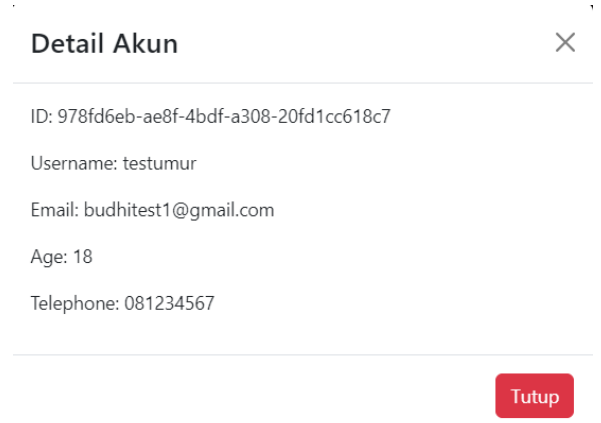 Detail Akun
ID: 978fd6eb-ae8f-4bdf-a308-20fd1cc618c7
Username: testumur
Email: budhitest1@gmail.com
Age: 18
Telephone: 081234567
Tutup